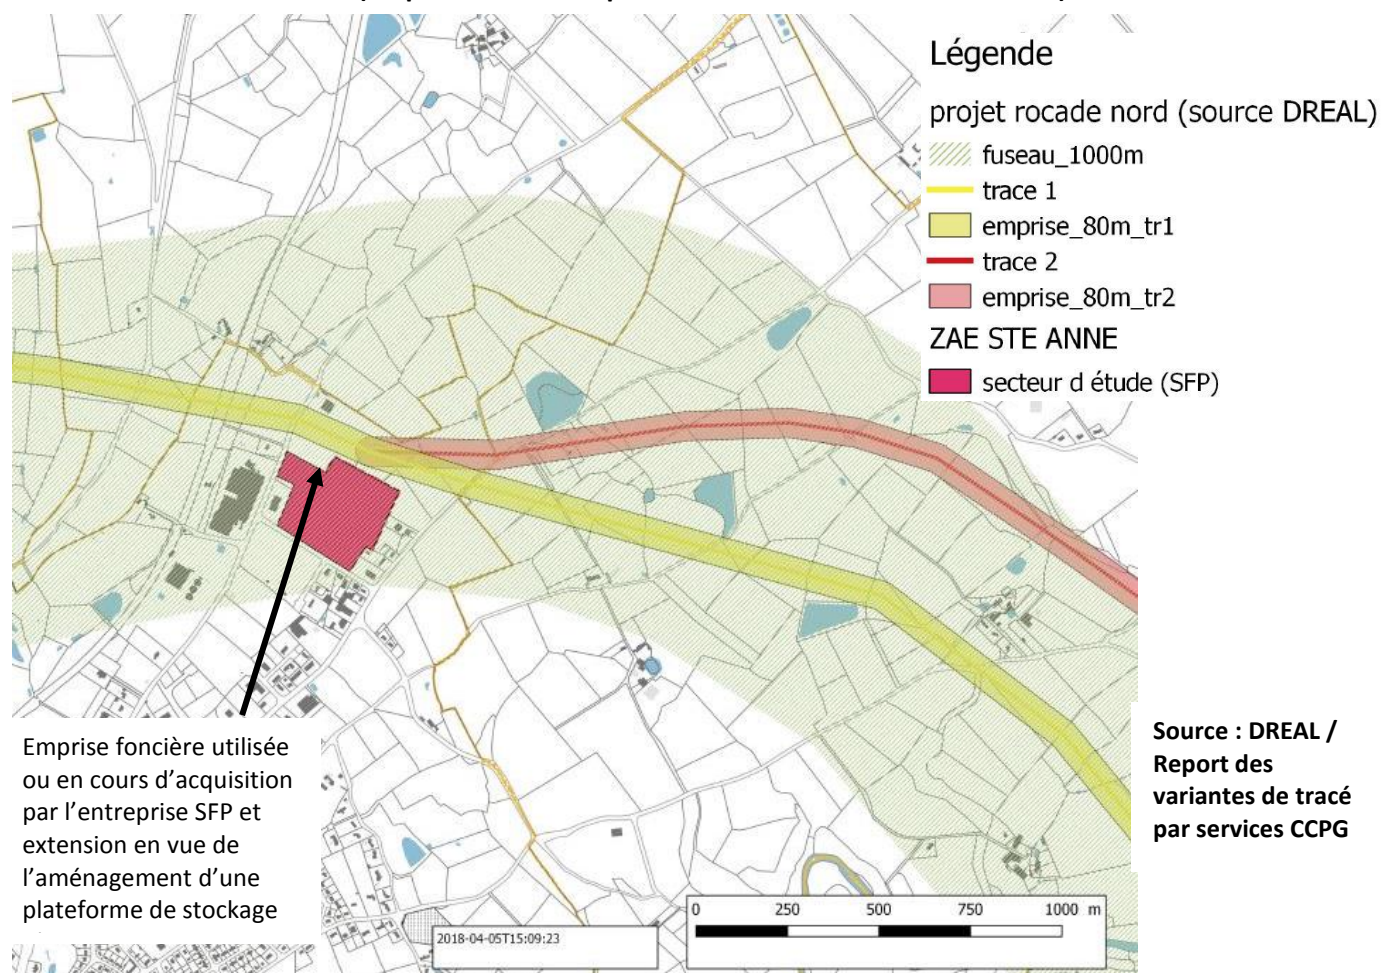 Légende
projet rocade nord (source DREAL)
fuseau_1000m
trace 1
emprise_80m_tr1
trace 2
emprise_80m_tr2
ZAE STE ANNE
secteur d étude (SFP)
Emprise foncière utilisée
ou en cours d’acquisition
par l’entreprise SFP et
extension en vue de
l’aménagement d’une
plateforme de stockage
Source : DREAL /
Report des
variantes de tracé
par services CCPG
0 250 500 750 1000 m
2018-04-05T15:09:23